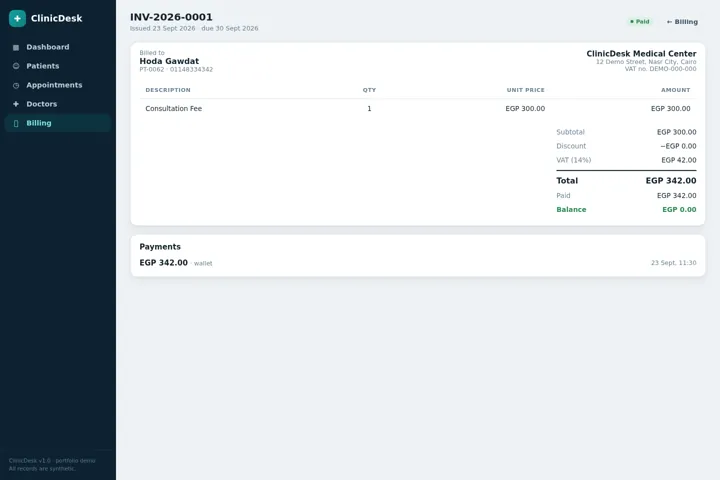 ClinicDesk
Dashboard
Patients
Appointments
Doctors
Billing
ClinicDesk v1.0 · portfolio demo.
All records are synthetic.
INV-2026-0001
Issued 23 Sept 2026 · due 30 Sept 2026
Paid
← Billing
Billed to
Hoda Gawdat
PT-0062 · 01148334342
ClinicDesk Medical Center
12 Demo Street, Nasr City, Cairo
VAT no. DEMO-000-000
DESCRIPTION QTY UNIT PRICE AMOUNT
Consultation Fee 1 EGP 300.00 EGP 300.00
Subtotal EGP 300.00
Discount −EGP 0.00
VAT (14%) EGP 42.00
Total EGP 342.00
Paid EGP 342.00
Balance EGP 0.00
Payments
EGP 342.00 · wallet 23 Sept, 11:30